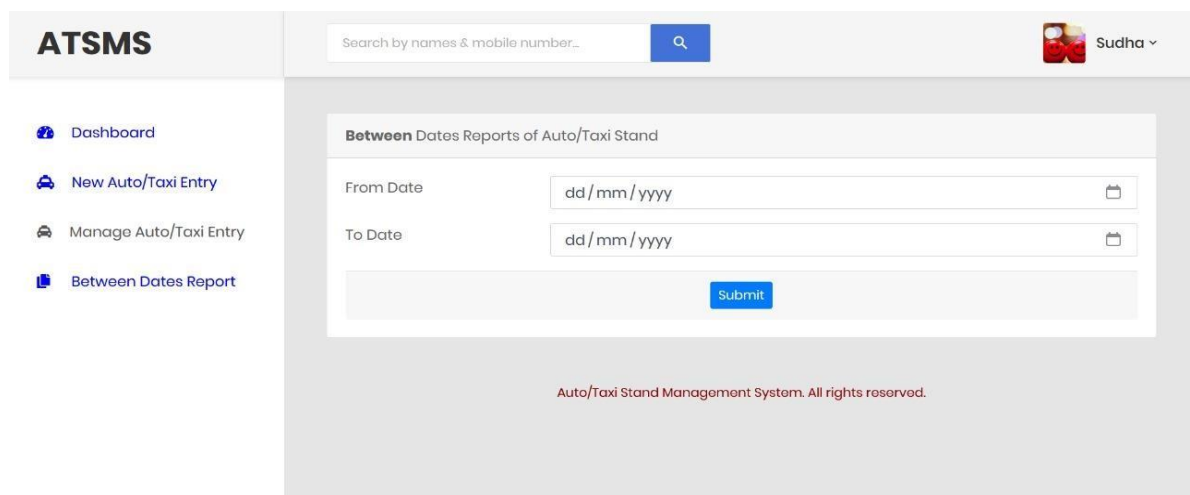 ATSMS
Search by names & mobile number...
Sudha
Dashboard
New Auto/Taxi Entry
Manage Auto/Taxi Entry
Between Dates Report
Between Dates Reports of Auto/Taxi Stand
From Date
dd/mm/yyyy
To Date
dd/mm/yyyy
Submit
Auto/Taxi Stand Management System. All rights reserved.